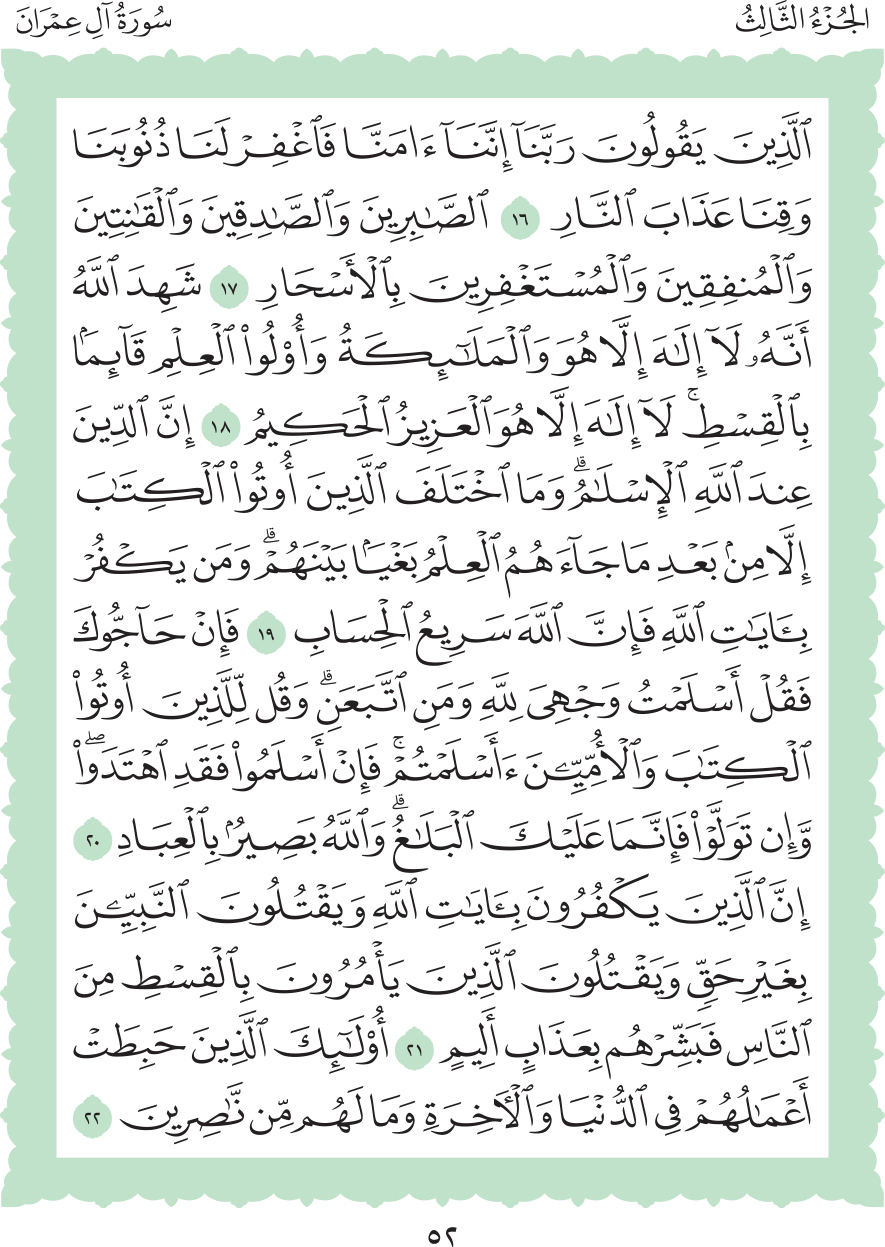 الجُزْءُ الثَّالِثُ
سُورَةُ آلِ عِمْرَانَ
ٱلَّذِينَ يَقُولُونَ رَبَّنَآ إِنَّنَآ ءَامَنَّا فَٱغْفِرْ لَنَا ذُنُوبَنَا
وَقِنَا عَذَابَ ٱلنَّارِ ١٦ ٱلصَّٰبِرِينَ وَٱلصَّٰدِقِينَ وَٱلْقَٰنِتِينَ
وَٱلْمُنفِقِينَ وَٱلْمُسْتَغْفِرِينَ بِٱلْأَسْحَارِ ١٧ شَهِدَ ٱللَّهُ
أَنَّهُۥ لَآ إِلَٰهَ إِلَّا هُوَ وَٱلْمَلَٰٓئِكَةُ وَأُو۟لُوا۟ ٱلْعِلْمِ قَآئِمًۢا
بِٱلْقِسْطِۚ لَآ إِلَٰهَ إِلَّا هُوَ ٱلْعَزِيزُ ٱلْحَكِيمُ ١٨ إِنَّ ٱلدِّينَ
عِندَ ٱللَّهِ ٱلْإِسْلَٰمُۗ وَمَا ٱخْتَلَفَ ٱلَّذِينَ أُوتُوا۟ ٱلْكِتَٰبَ
إِلَّا مِنۢ بَعْدِ مَا جَآءَهُمُ ٱلْعِلْمُ بَغْيًۢا بَيْنَهُمْۗ وَمَن يَكْفُرْ
بِـَٔايَٰتِ ٱللَّهِ فَإِنَّ ٱللَّهَ سَرِيعُ ٱلْحِسَابِ ١٩ فَإِنْ حَآجُّوكَ
فَقُلْ أَسْلَمْتُ وَجْهِىَ لِلَّهِ وَمَنِ ٱتَّبَعَنِۗ وَقُل لِّلَّذِينَ أُوتُوا۟
ٱلْكِتَٰبَ وَٱلْأُمِّيِّـۧنَ ءَأَسْلَمْتُمْۚ فَإِنْ أَسْلَمُوا۟ فَقَدِ ٱهْتَدَوا۟ۖ
وَّإِن تَوَلَّوْا۟ فَإِنَّمَا عَلَيْكَ ٱلْبَلَٰغُۗ وَٱللَّهُ بَصِيرٌۢ بِٱلْعِبَادِ ٢٠
إِنَّ ٱلَّذِينَ يَكْفُرُونَ بِـَٔايَٰتِ ٱللَّهِ وَيَقْتُلُونَ ٱلنَّبِيِّـۧنَ
بِغَيْرِ حَقٍّ وَيَقْتُلُونَ ٱلَّذِينَ يَأْمُرُونَ بِٱلْقِسْطِ مِنَ
ٱلنَّاسِ فَبَشِّرْهُم بِعَذَابٍ أَلِيمٍ ٢١ أُو۟لَٰٓئِكَ ٱلَّذِينَ حَبِطَتْ
أَعْمَٰلُهُمْ فِى ٱلدُّنْيَا وَٱلْـَٔاخِرَةِ وَمَا لَهُم مِّن نَّٰصِرِينَ ٢٢
٥٢